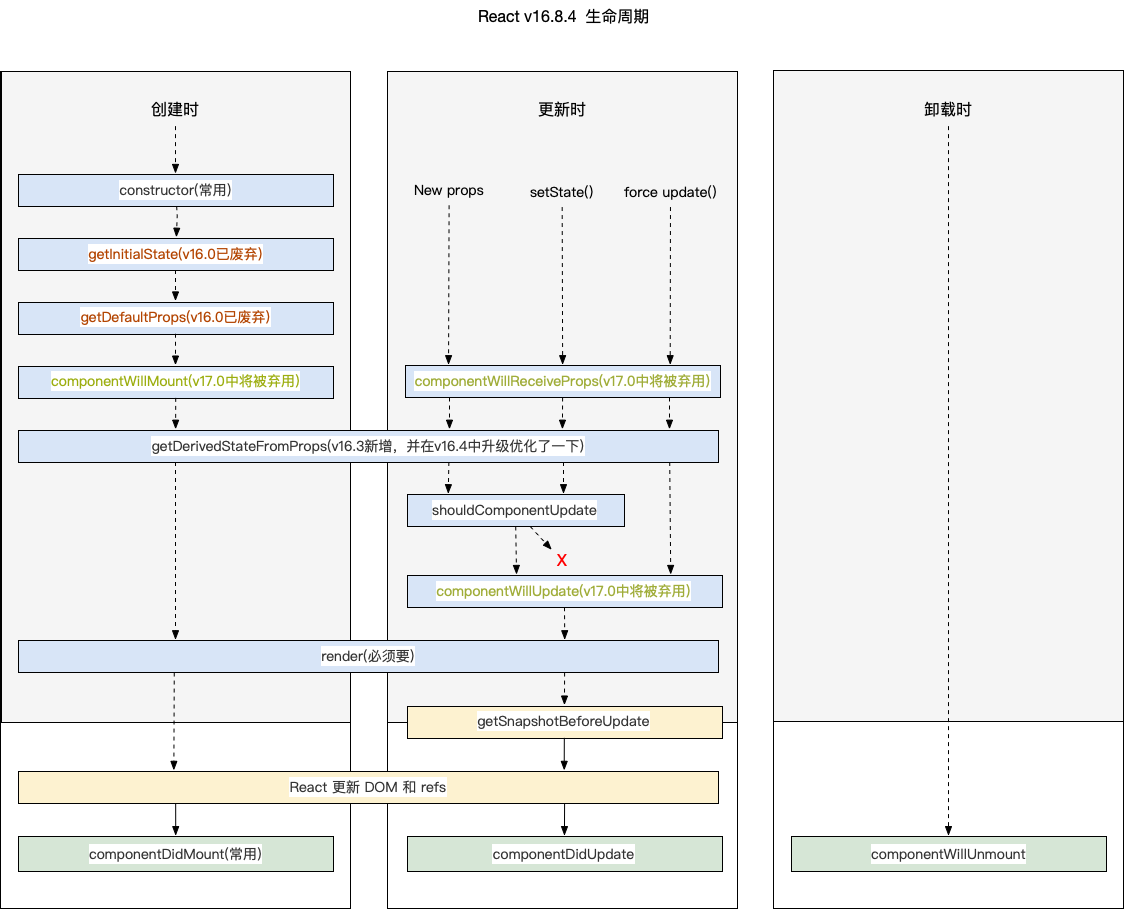 React v16.8.4 生命周期
创建时
更新时
卸载时
constructor(常用)
New props
setState()
force update()
getInitialState(v16.0已废弃)
getDefaultProps(v16.0已废弃)
componentWillMount(v17.0中将被弃用)
componentWillReceiveProps(v17.0中将被弃用)
getDerivedStateFromProps(v16.3新增，并在v16.4中升级优化了一下)
shouldComponentUpdate
X
componentWillUpdate(v17.0中将被弃用)
render(必须要)
getSnapshotBeforeUpdate
React 更新 DOM 和 refs
componentDidMount(常用)
componentDidUpdate
componentWillUnmount